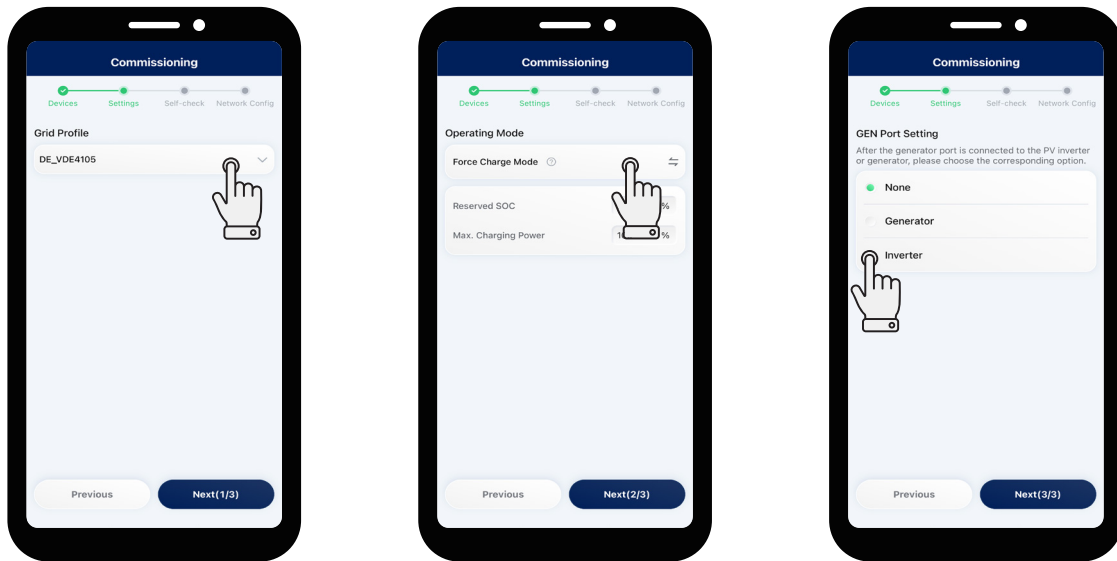 Commissioning
Devices Settings Self-check Network Config
Grid Profile
DE_VDE4105
Previous Next(1/3)
Commissioning
Devices Settings Self-check Network Config
Operating Mode
Force Charge Mode ?
Reserved SOC %
Max. Charging Power %
Previous Next(2/3)
Commissioning
Devices Settings Self-check Network Config
GEN Port Setting
After the generator port is connected to the PV inverter
or generator, please choose the corresponding option.
None
Generator
Inverter
Previous Next(3/3)